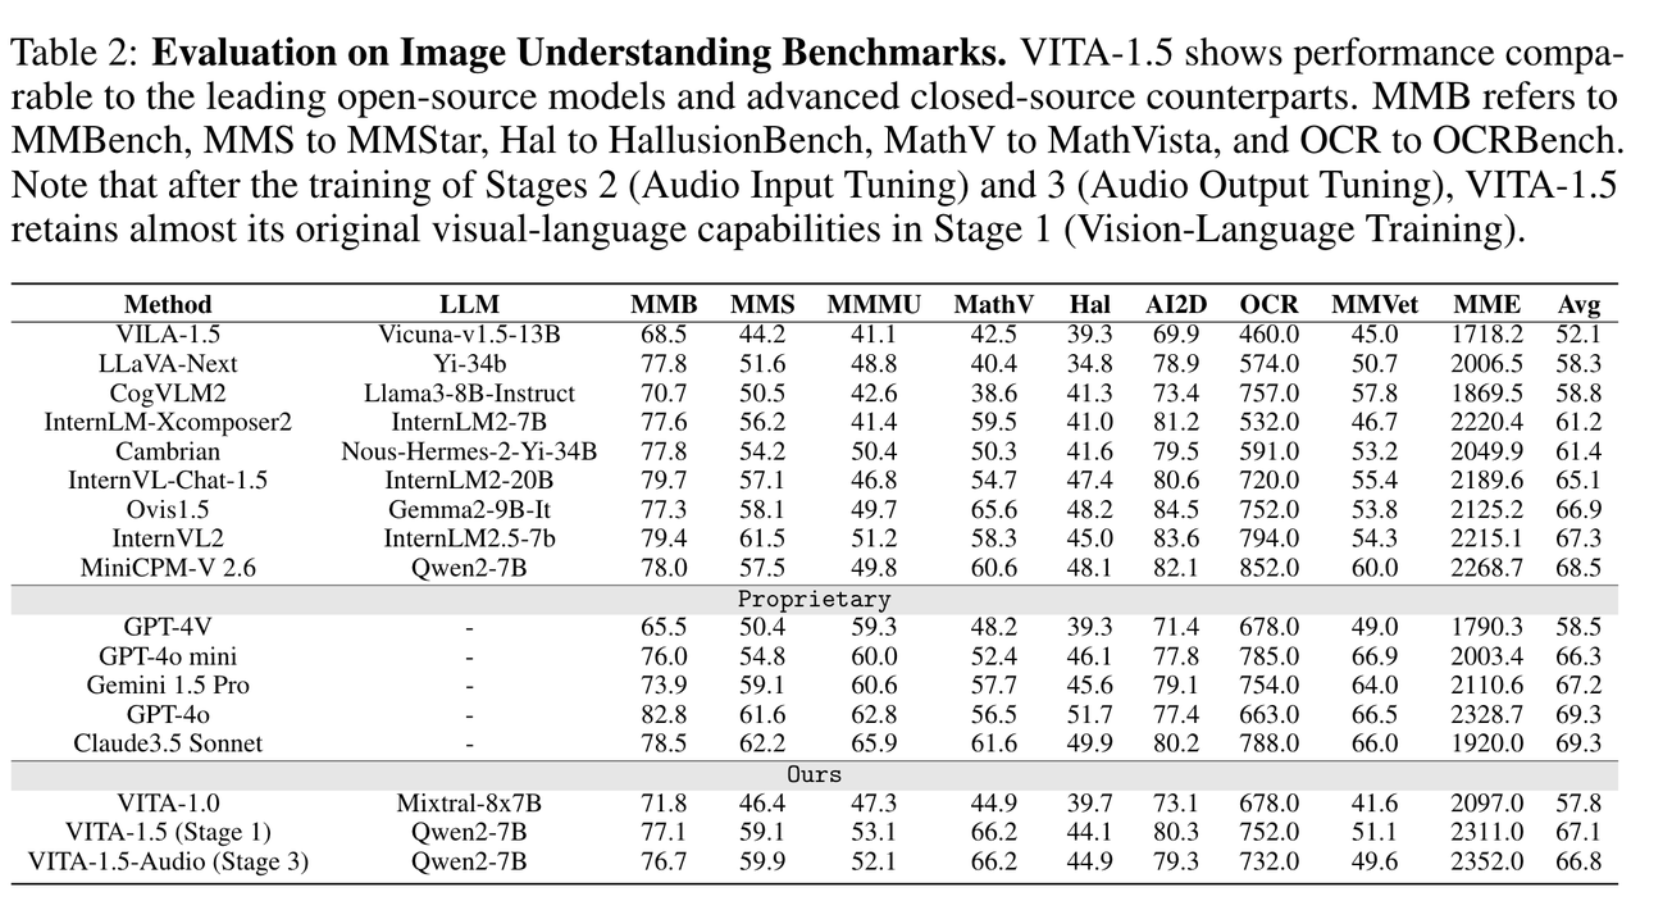 Table 2: Evaluation on Image Understanding Benchmarks. VITA-1.5 shows performance compa-
rable to the leading open-source models and advanced closed-source counterparts. MMB refers to
MMBench, MMS to MMStar, Hal to HallusionBench, MathV to MathVista, and OCR to OCRBench.
Note that after the training of Stages 2 (Audio Input Tuning) and 3 (Audio Output Tuning), VITA-1.5
retains almost its original visual-language capabilities in Stage 1 (Vision-Language Training).
Method LLM MMB MMS MMMU MathV Hal AI2D OCR MMVet MME Avg
VILA-1.5 Vicuna-v1.5-13B 68.5 44.2 41.1 42.5 39.3 69.9 460.0 45.0 1718.2 52.1
LLaVA-Next Yi-34b 77.8 51.6 48.8 40.4 34.8 78.9 574.0 50.7 2006.5 58.3
CogVLM2 Llama3-8B-Instruct 70.7 50.5 42.6 38.6 41.3 73.4 757.0 57.8 1869.5 58.8
InternLM-Xcomposer2 InternLM2-7B 77.6 56.2 41.4 59.5 41.0 81.2 532.0 46.7 2220.4 61.2
Cambrian Nous-Hermes-2-Yi-34B 77.8 54.2 50.4 50.3 41.6 79.5 591.0 53.2 2049.9 61.4
InternVL-Chat-1.5 InternLM2-20B 79.7 57.1 46.8 54.7 47.4 80.6 720.0 55.4 2189.6 65.1
Ovis1.5 Gemma2-9B-It 77.3 58.1 49.7 65.6 48.2 84.5 752.0 53.8 2125.2 66.9
InternVL2 InternLM2.5-7b 79.4 61.5 51.2 58.3 45.0 83.6 794.0 54.3 2215.1 67.3
MiniCPM-V 2.6 Qwen2-7B 78.0 57.5 49.8 60.6 48.1 82.1 852.0 60.0 2268.7 68.5
Proprietary
GPT-4V - 65.5 50.4 59.3 48.2 39.3 71.4 678.0 49.0 1790.3 58.5
GPT-4o mini - 76.0 54.8 60.0 52.4 46.1 77.8 785.0 66.9 2003.4 66.3
Gemini 1.5 Pro - 73.9 59.1 60.6 57.7 45.6 79.1 754.0 64.0 2110.6 67.2
GPT-4o - 82.8 61.6 62.8 56.5 51.7 77.4 663.0 66.5 2328.7 69.3
Claude3.5 Sonnet - 78.5 62.2 65.9 61.6 49.9 80.2 788.0 66.0 1920.0 69.3
Ours
VITA-1.0 Mixtral-8x7B 71.8 46.4 47.3 44.9 39.7 73.1 678.0 41.6 2097.0 57.8
VITA-1.5 (Stage 1) Qwen2-7B 77.1 59.1 53.1 66.2 44.1 80.3 752.0 51.1 2311.0 67.1
VITA-1.5-Audio (Stage 3) Qwen2-7B 76.7 59.9 52.1 66.2 44.9 79.3 732.0 49.6 2352.0 66.8